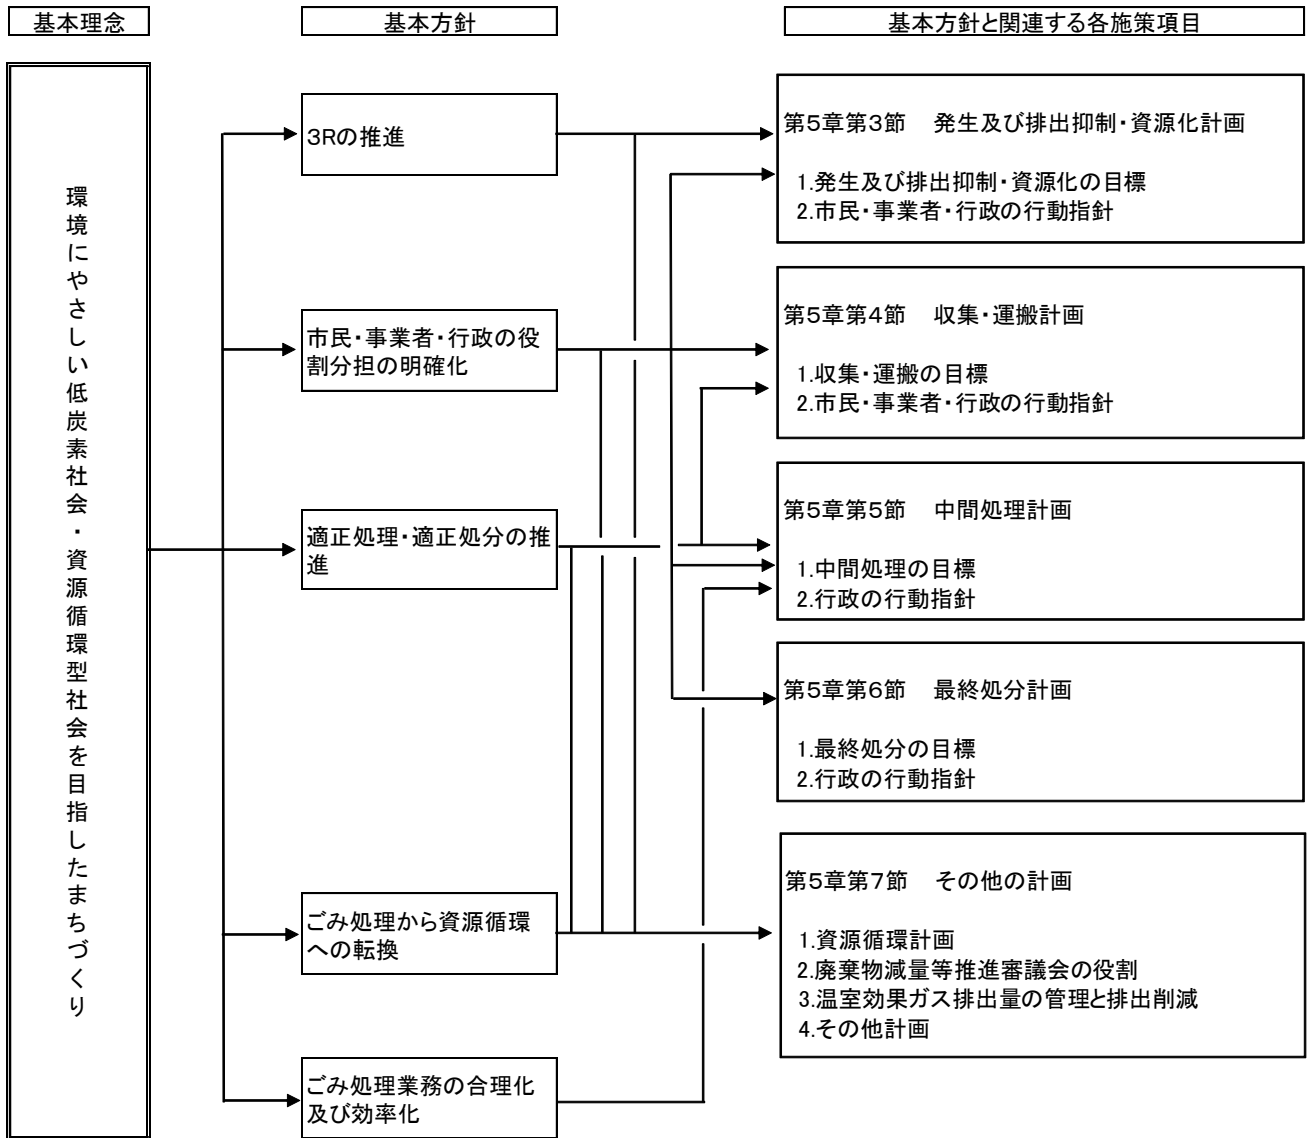 基本理念
基本方針
基本方針と関連する各施策項目
環境にやさしい低炭素社会・資源循環型社会を目指したまちづくり
3Rの推進
市民・事業者・行政の役
割分担の明確化
適正処理・適正処分の推
進
ごみ処理から資源循環
への転換
ごみ処理業務の合理化
及び効率化
第5章第3節　発生及び排出抑制・資源化計画
1.発生及び排出抑制・資源化の目標
2.市民・事業者・行政の行動指針
第5章第4節　収集・運搬計画
1.収集・運搬の目標
2.市民・事業者・行政の行動指針
第5章第5節　中間処理計画
1.中間処理の目標
2.行政の行動指針
第5章第6節　最終処分計画
1.最終処分の目標
2.行政の行動指針
第5章第7節　その他の計画
1.資源循環計画
2.廃棄物減量等推進審議会の役割
3.温室効果ガス排出量の管理と排出削減
4.その他計画